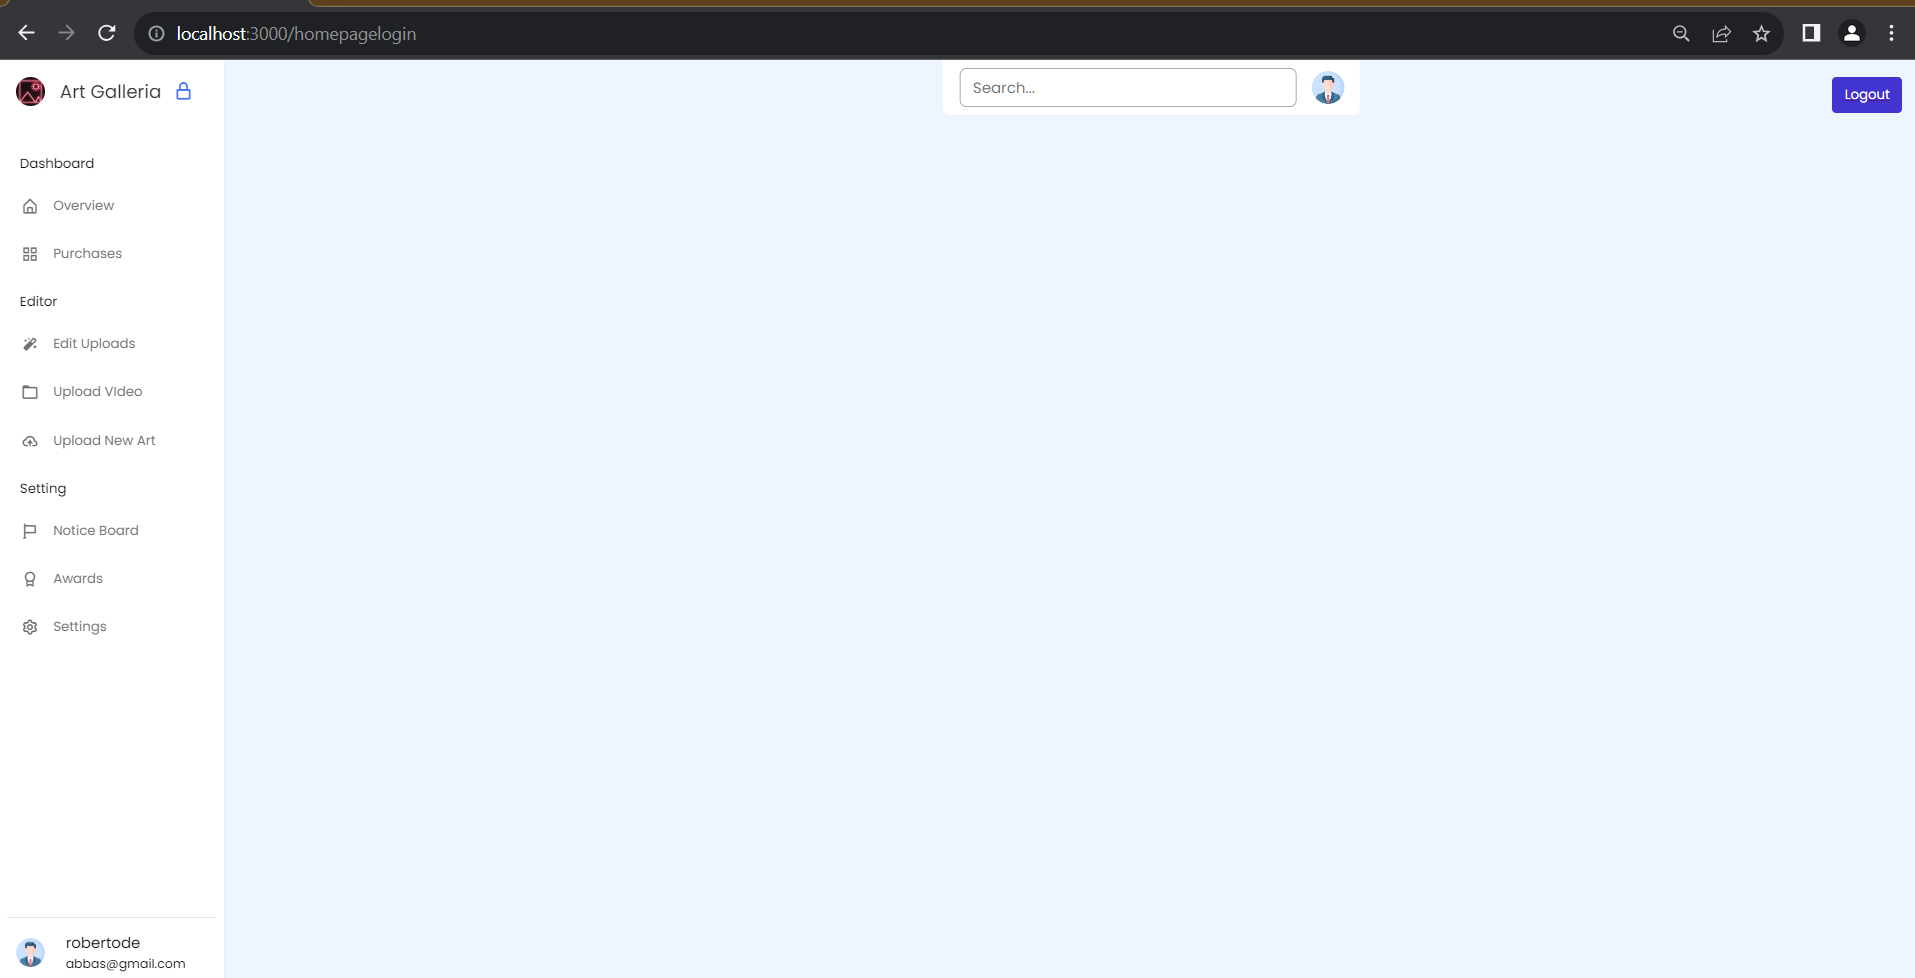 localhost:3000/homepagelogin
Art Galleria
Search...
Logout
Dashboard
Overview
Purchases
Editor
Edit Uploads
Upload VIdeo
Upload New Art
Setting
Notice Board
Awards
Settings
robertode
abbas@gmail.com